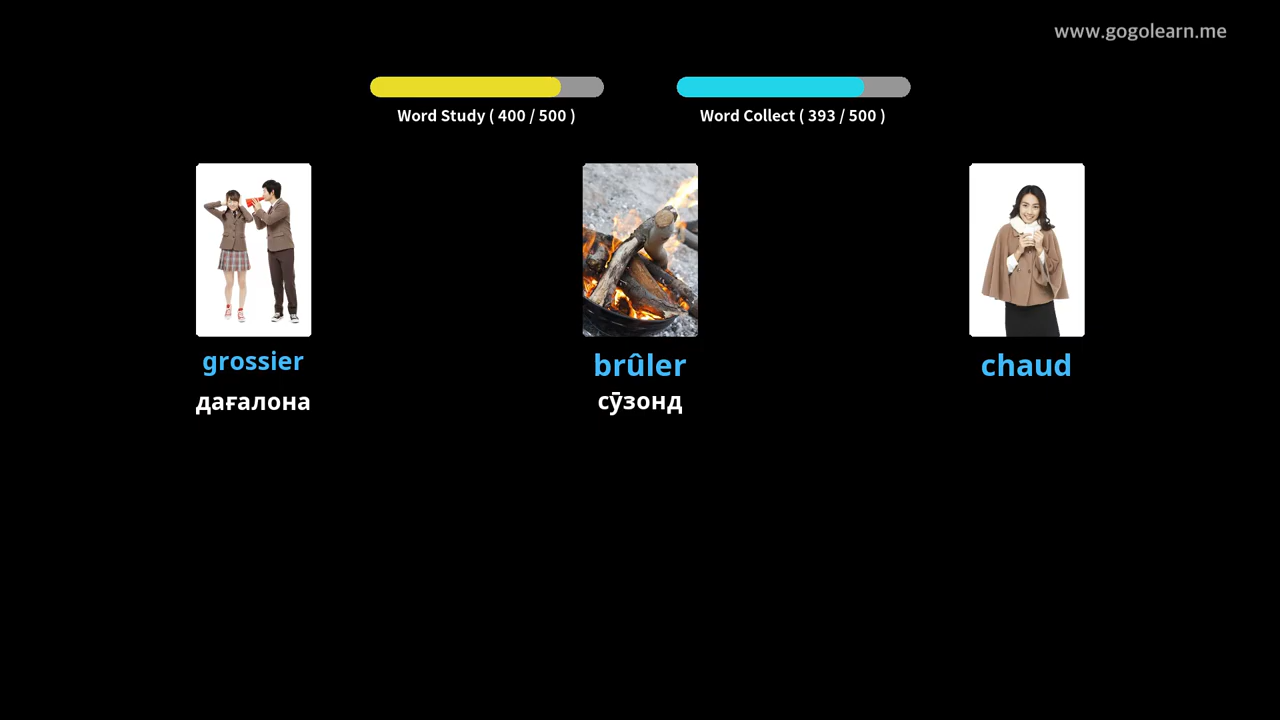 www.gogolearn.me
Word Study ( 400 / 500 )
Word Collect ( 393 / 500 )
grossier
brûler
chaud
дағалона
сӯзонд